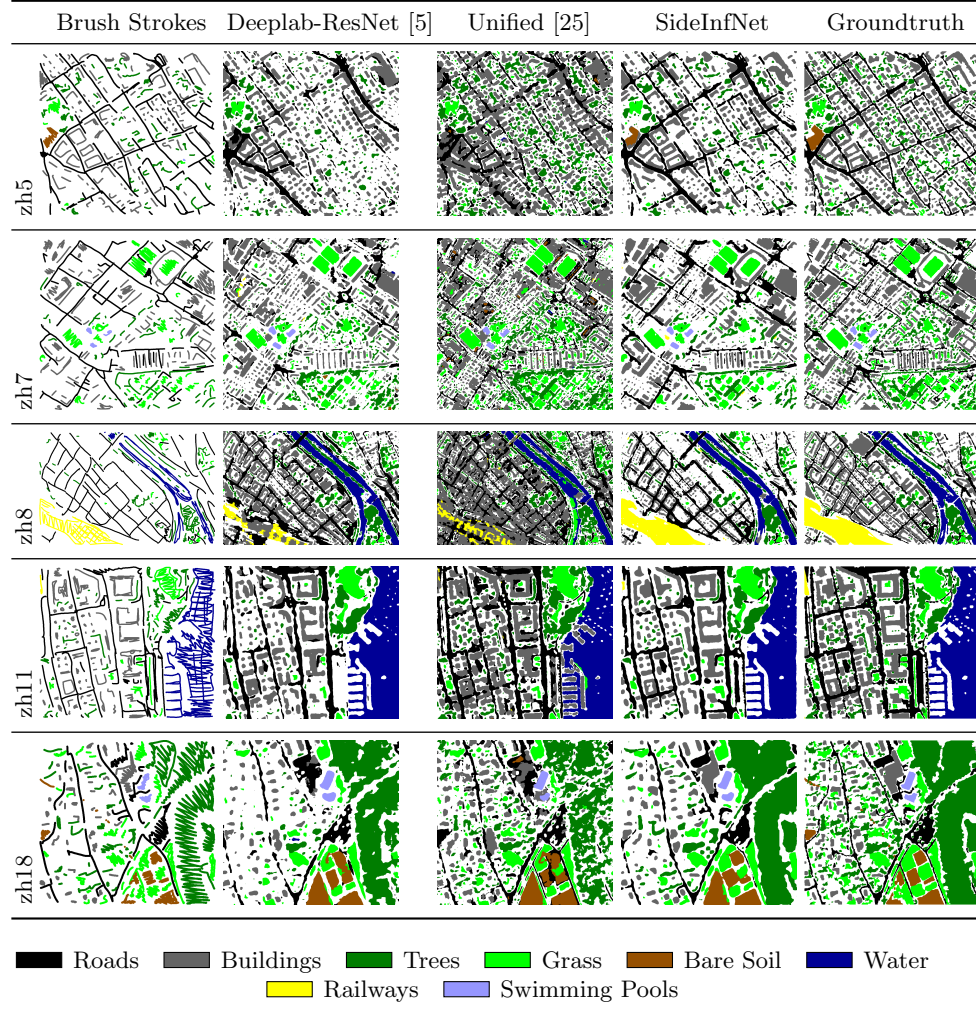 Brush Strokes Deeplab-ResNet [5] Unified [25] SideInfNet Groundtruth
zh5
zh7
zh8
zh11
zh18
Roads Buildings Trees Grass Bare Soil Water
Railways Swimming Pools